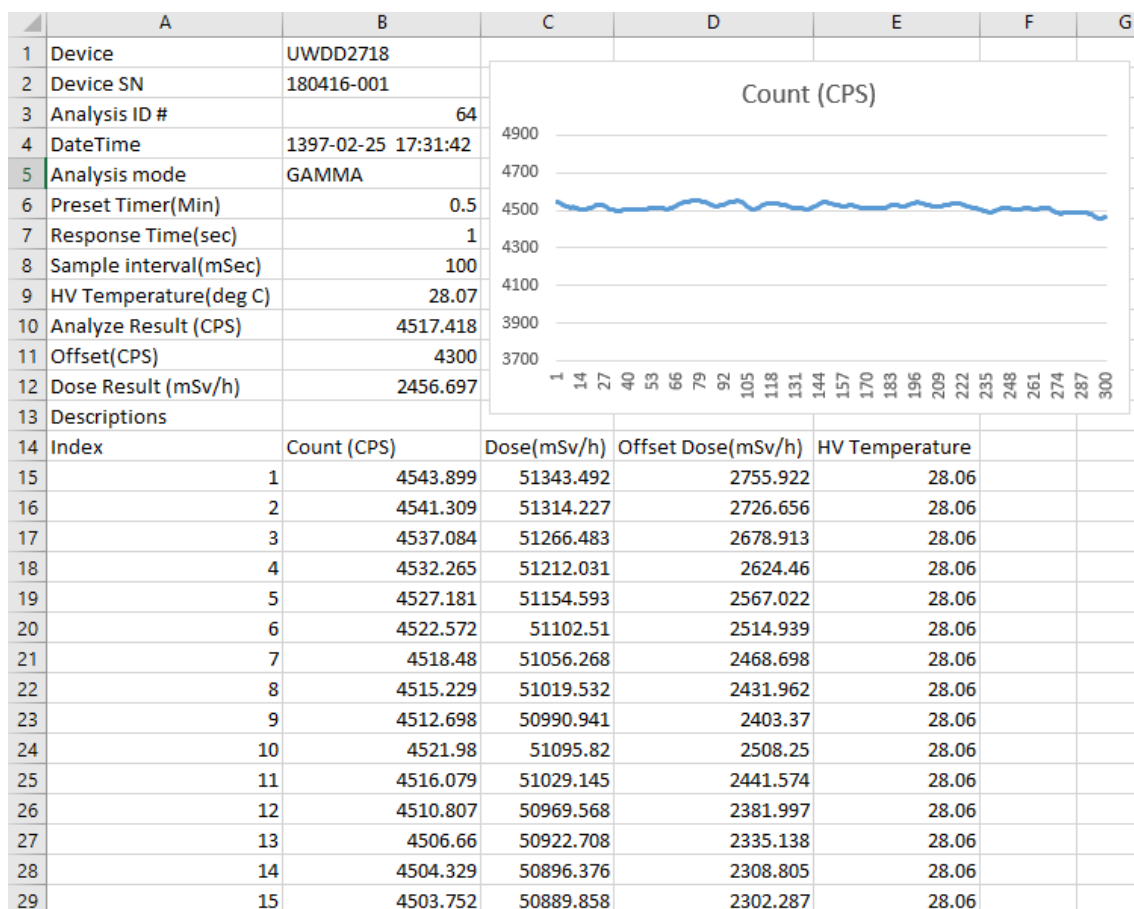 A B C D E F G
1 Device UWDD2718
2 Device SN 180416-001
3 Analysis ID # 64
4 DateTime 1397-02-25 17:31:42
5 Analysis mode GAMMA
6 Preset Timer(Min) 0.5
7 Response Time(sec) 1
8 Sample interval(mSec) 100
9 HV Temperature(deg C) 28.07
10 Analyze Result (CPS) 4517.418
11 Offset(CPS) 4300
12 Dose Result (mSv/h) 2456.697
13 Descriptions
Count (CPS)
4900
4700
4500
4300
4100
3900
3700
1 14 27 40 53 66 79 92 105 118 131 144 157 170 183 196 209 222 235 248 261 274 287 300
14 Index Count (CPS) Dose(mSv/h) Offset Dose(mSv/h) HV Temperature
15 1 4543.899 51343.492 2755.922 28.06
16 2 4541.309 51314.227 2726.656 28.06
17 3 4537.084 51266.483 2678.913 28.06
18 4 4532.265 51212.031 2624.46 28.06
19 5 4527.181 51154.593 2567.022 28.06
20 6 4522.572 51102.51 2514.939 28.06
21 7 4518.48 51056.268 2468.698 28.06
22 8 4515.229 51019.532 2431.962 28.06
23 9 4512.698 50990.941 2403.37 28.06
24 10 4521.98 51095.82 2508.25 28.06
25 11 4516.079 51029.145 2441.574 28.06
26 12 4510.807 50969.568 2381.997 28.06
27 13 4506.66 50922.708 2335.138 28.06
28 14 4504.329 50896.376 2308.805 28.06
29 15 4503.752 50889.858 2302.287 28.06